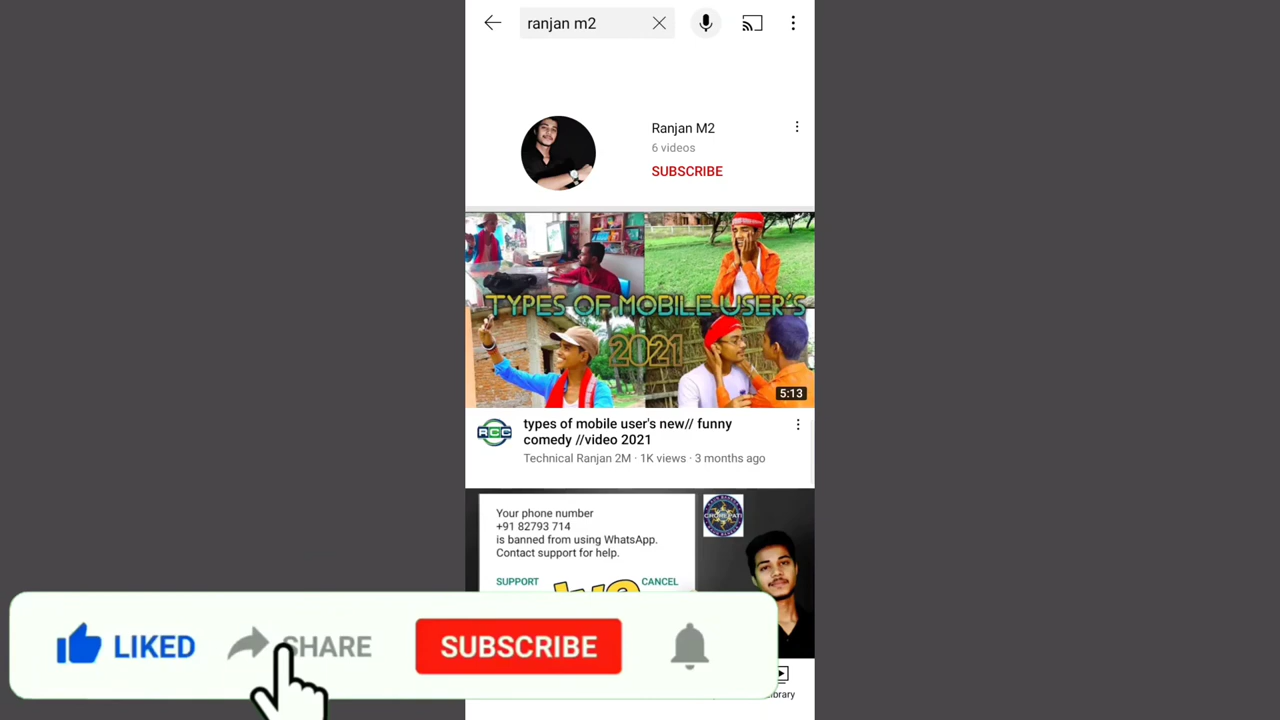 ranjan m2
Ranjan M2
6 videos
SUBSCRIBE
TYPES OF MOBILE USER'S
2021
5:13
RCC
types of mobile user's new// funny
comedy //video 2021
Technical Ranjan 2M · 1K views · 3 months ago
Your phone number
+91 82793 714
is banned from using WhatsApp.
Contact support for help.
SUPPORT
CANCEL
LIKED
SHARE
SUBSCRIBE